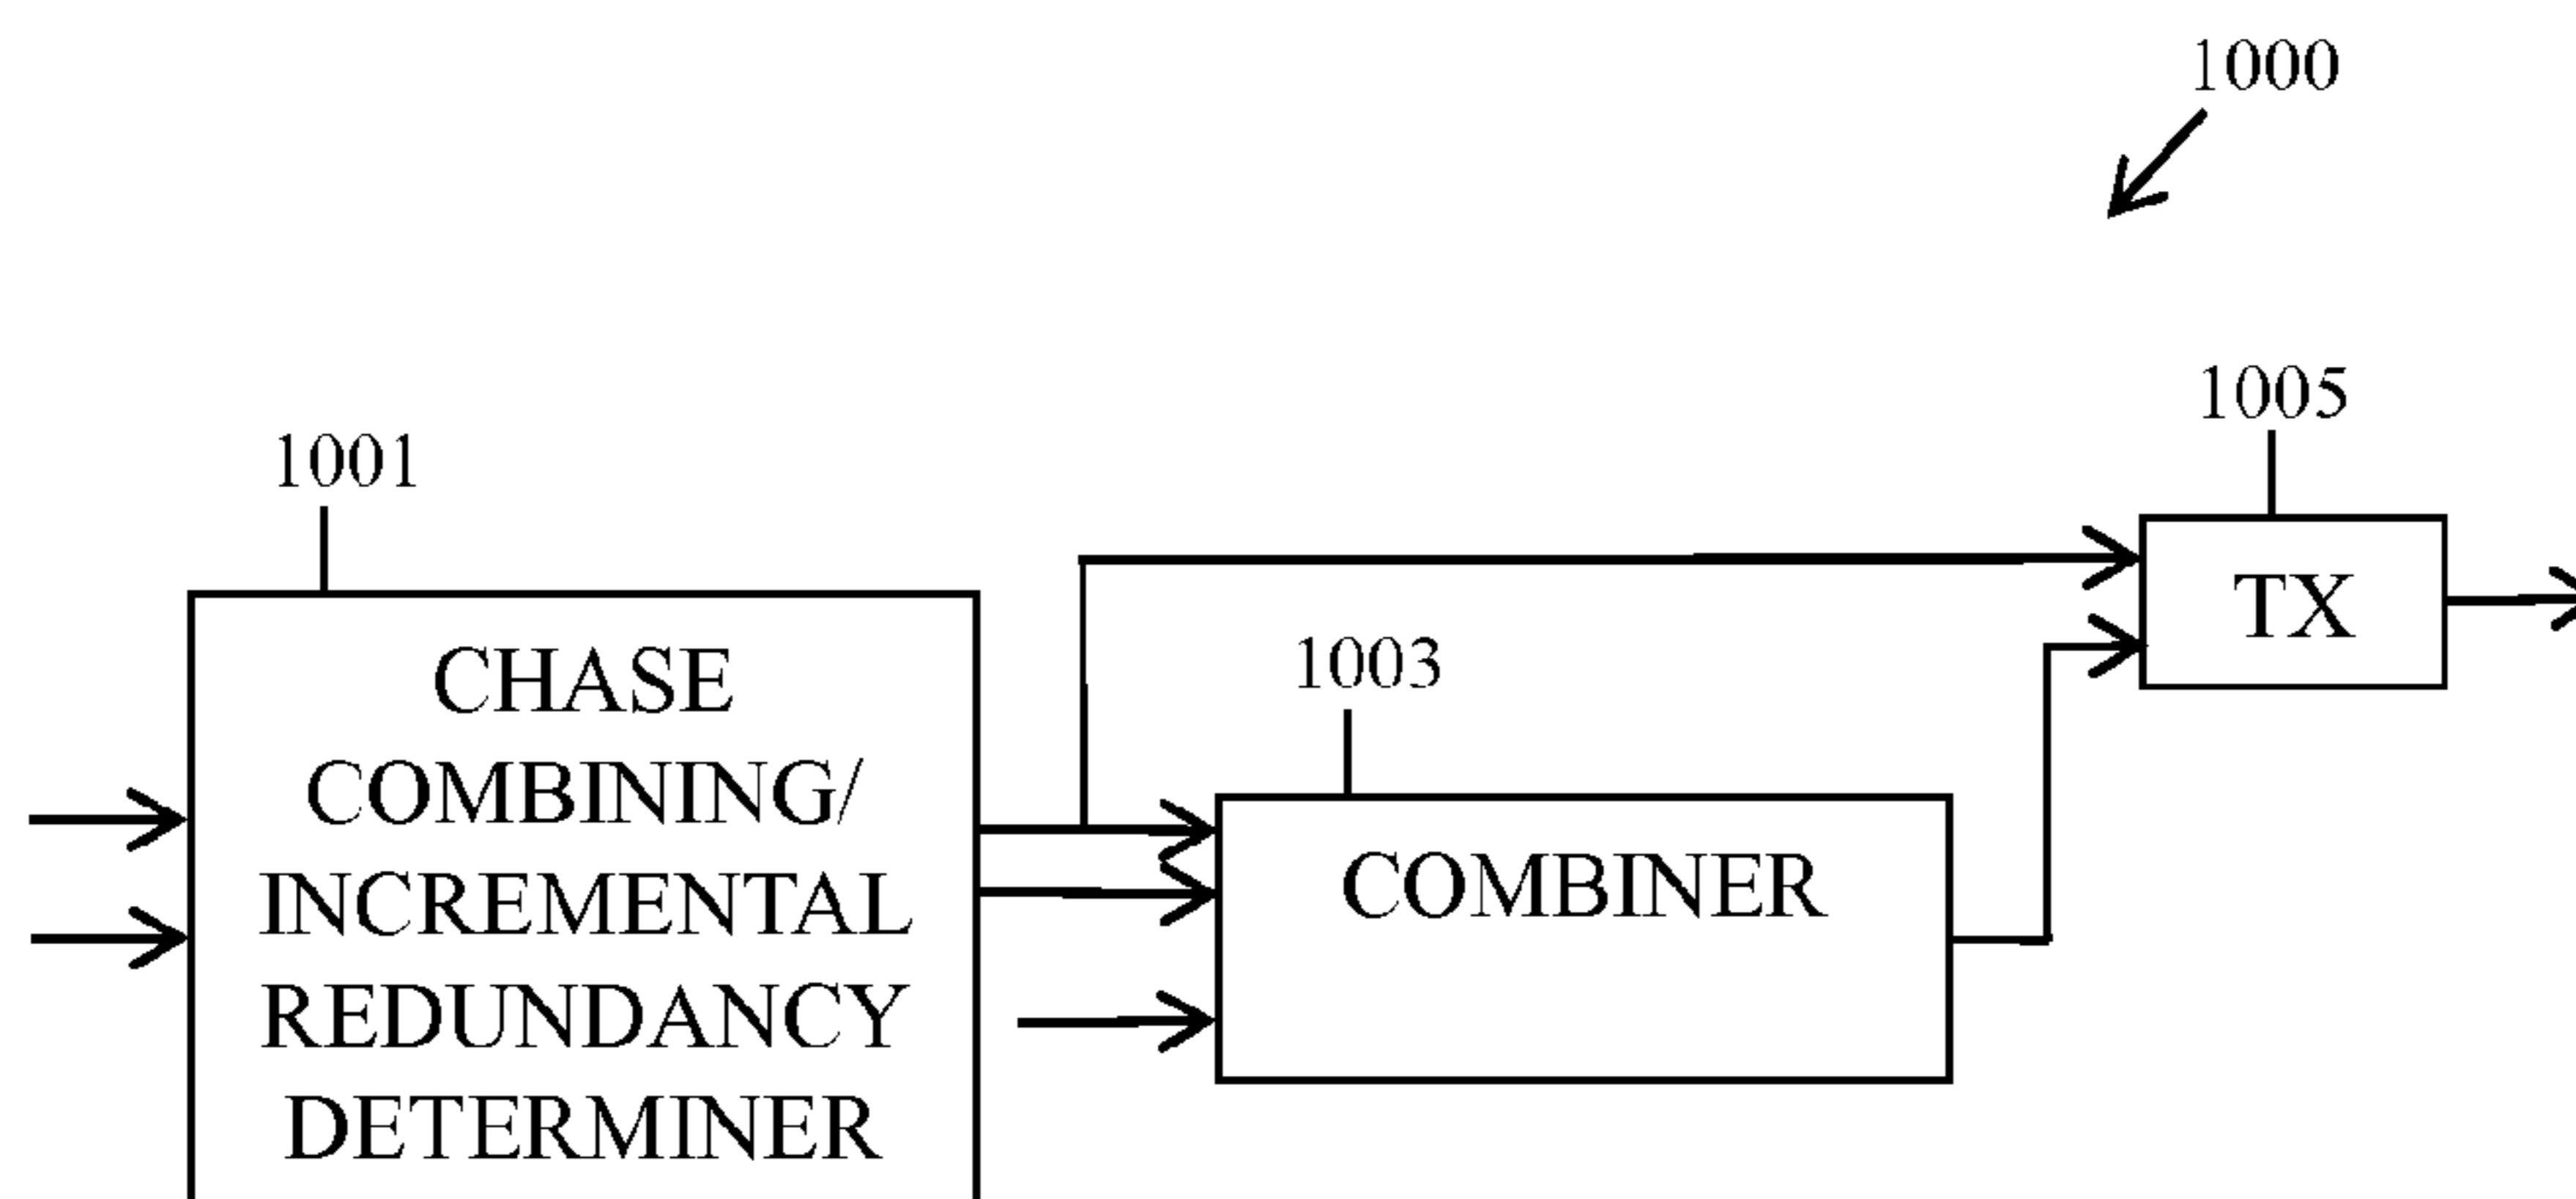 1000
1005
TX
1001
CHASE
COMBINING/
INCREMENTAL
REDUNDANCY
DETERMINER
1003
COMBINER